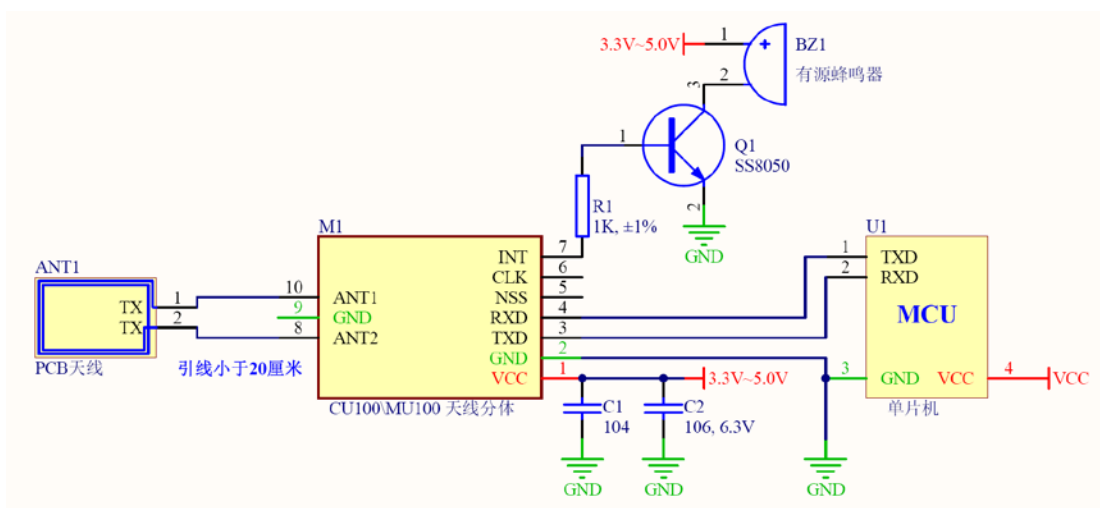 3.3V~5.0V
1
+
BZ1
2
有源蜂鸣器
3
1
Q1
SS8050
R1
1K, ±1%
2
GND
M1
U1
INT
7
CLK
6
NSS
5
RXD
4
TXD
3
GND
2
VCC
1
10
ANT1
9
GND
8
ANT2
ANT1
TX
1
TX
2
PCB天线
引线小于20厘米
CU100\MU100 天线分体
1
TXD
2
RXD
MCU
3
GND
VCC
4
VCC
单片机
3.3V~5.0V
C1
104
C2
106, 6.3V
GND
GND
GND